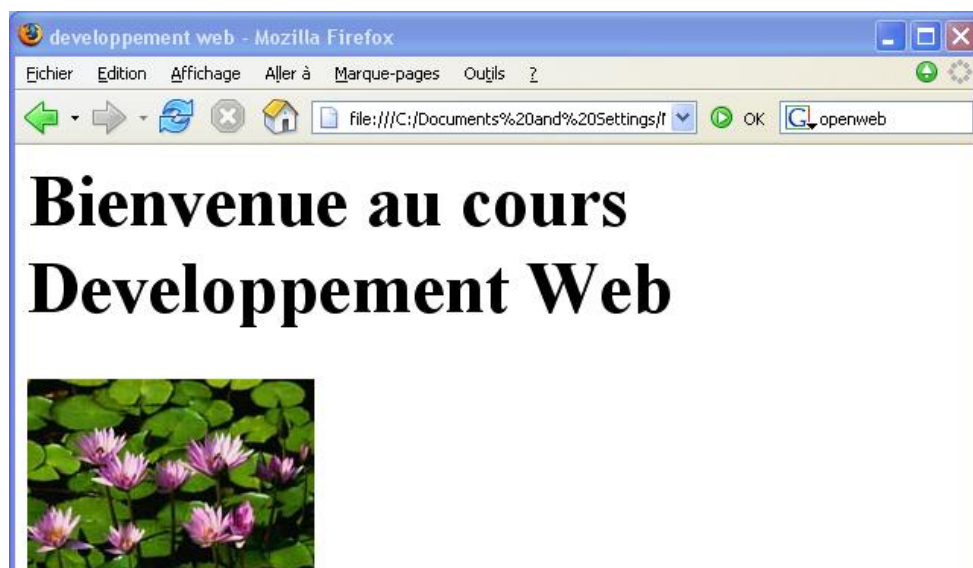 developpement web - Mozilla Firefox
Fichier Edition Affichage Aller à Marque-pages Outils ?
file:///C:/Documents%20and%20Settings/ OK G openweb
Bienvenue au cours
Developpement Web